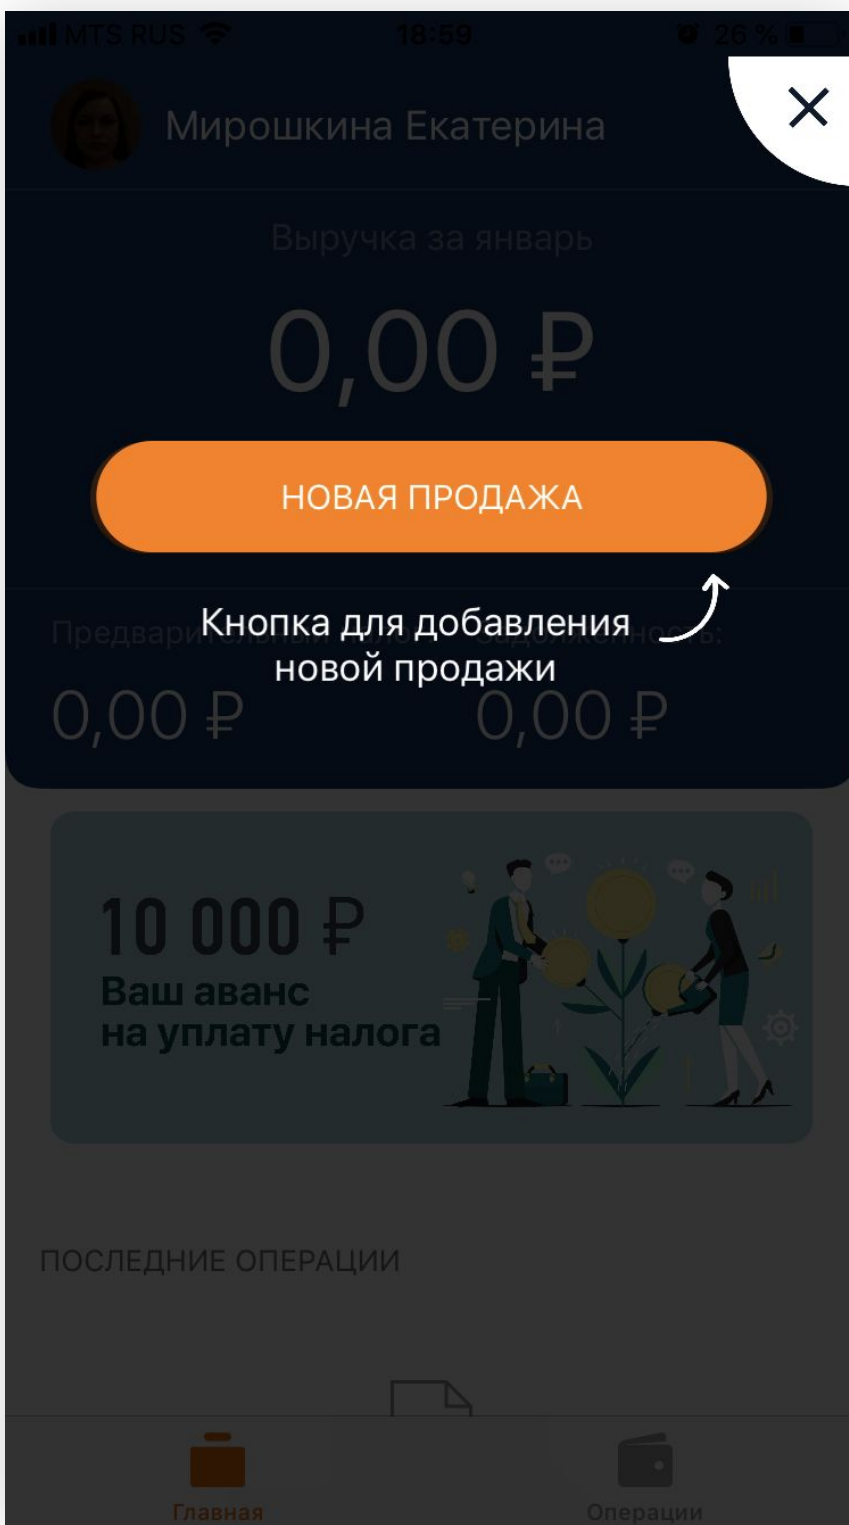 MTS RUS 18:59 26 %
Мирошкина Екатерина
Выручка за январь
0,00 ₽
НОВАЯ ПРОДАЖА
Кнопка для добавления
новой продажи
0,00 ₽ 0,00 ₽
10 000 ₽
Ваш аванс
на уплату налога
ПОСЛЕДНИЕ ОПЕРАЦИИ
Главная Операции